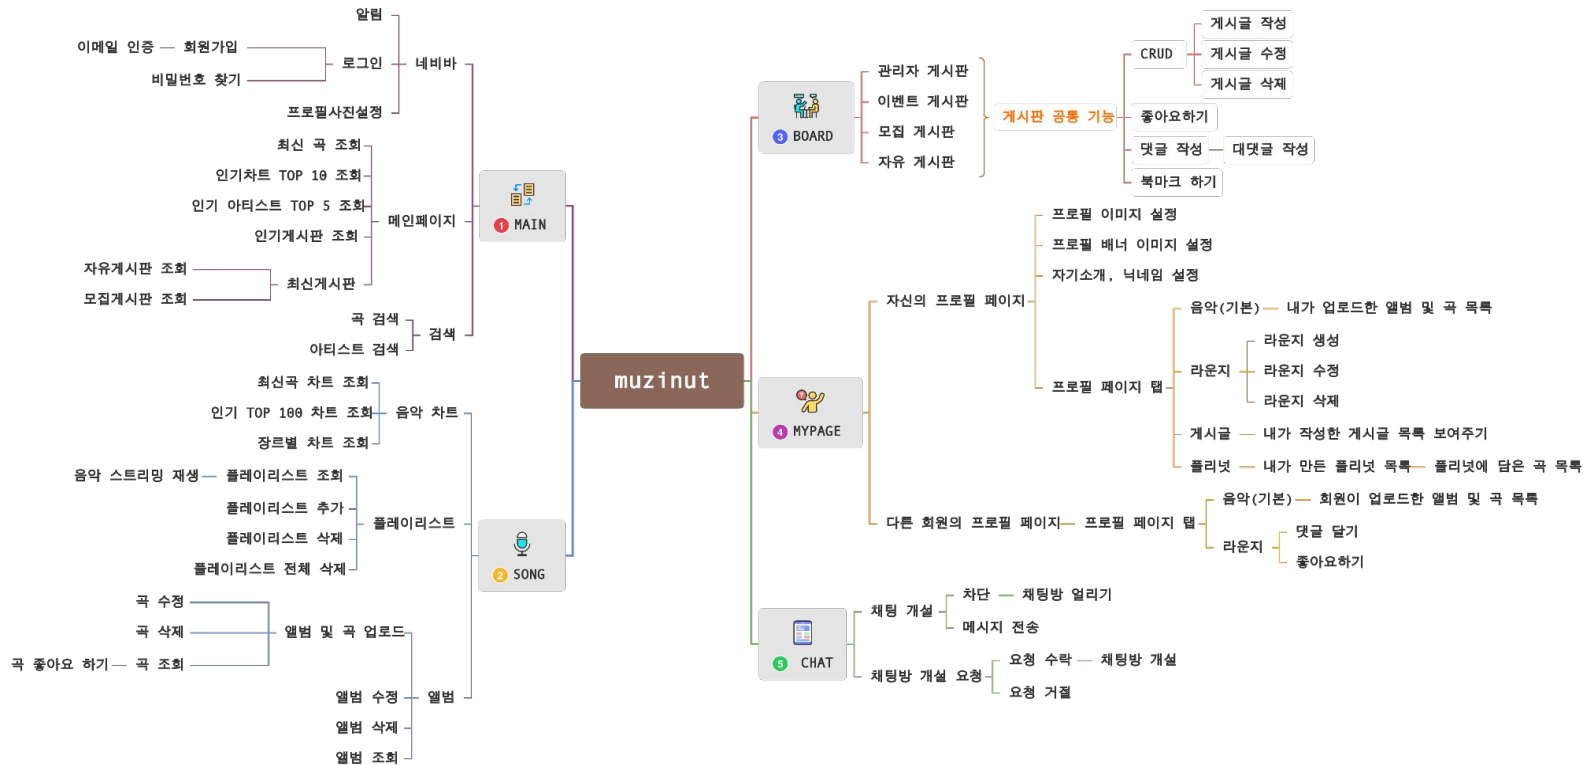 muzinut
1 MAIN
네비바
알림
로그인
회원가입
이메일 인증
비밀번호 찾기
프로필사진설정
메인페이지
최신 곡 조회
인기차트 TOP 10 조회
인기 아티스트 TOP 5 조회
인기게시판 조회
최신게시판
자유게시판 조회
모집게시판 조회
검색
곡 검색
아티스트 검색
2 SONG
음악 차트
최신곡 차트 조회
인기 TOP 100 차트 조회
장르별 차트 조회
플레이리스트
플레이리스트 조회
음악 스트리밍 재생
플레이리스트 추가
플레이리스트 삭제
플레이리스트 전체 삭제
앨범
앨범 및 곡 업로드
곡 수정
곡 삭제
곡 조회
곡 좋아요 하기
앨범 수정
앨범 삭제
앨범 조회
3 BOARD
관리자 게시판
이벤트 게시판
모집 게시판
자유 게시판
게시판 공통 기능
CRUD
게시글 작성
게시글 수정
게시글 삭제
좋아요하기
댓글 작성
대댓글 작성
북마크 하기
4 MYPAGE
자신의 프로필 페이지
프로필 이미지 설정
프로필 배너 이미지 설정
자기소개, 닉네임 설정
프로필 페이지 탭
음악(기본)
내가 업로드한 앨범 및 곡 목록
라운지
라운지 생성
라운지 수정
라운지 삭제
게시글
내가 작성한 게시글 목록 보여주기
플리넛
내가 만든 플리넛 목록
플리넛에 담은 곡 목록
다른 회원의 프로필 페이지
프로필 페이지 탭
음악(기본)
회원이 업로드한 앨범 및 곡 목록
라운지
댓글 달기
좋아요하기
5 CHAT
채팅 개설
차단
채팅방 얼리기
메시지 전송
채팅방 개설 요청
요청 수락
채팅방 개설
요청 거절